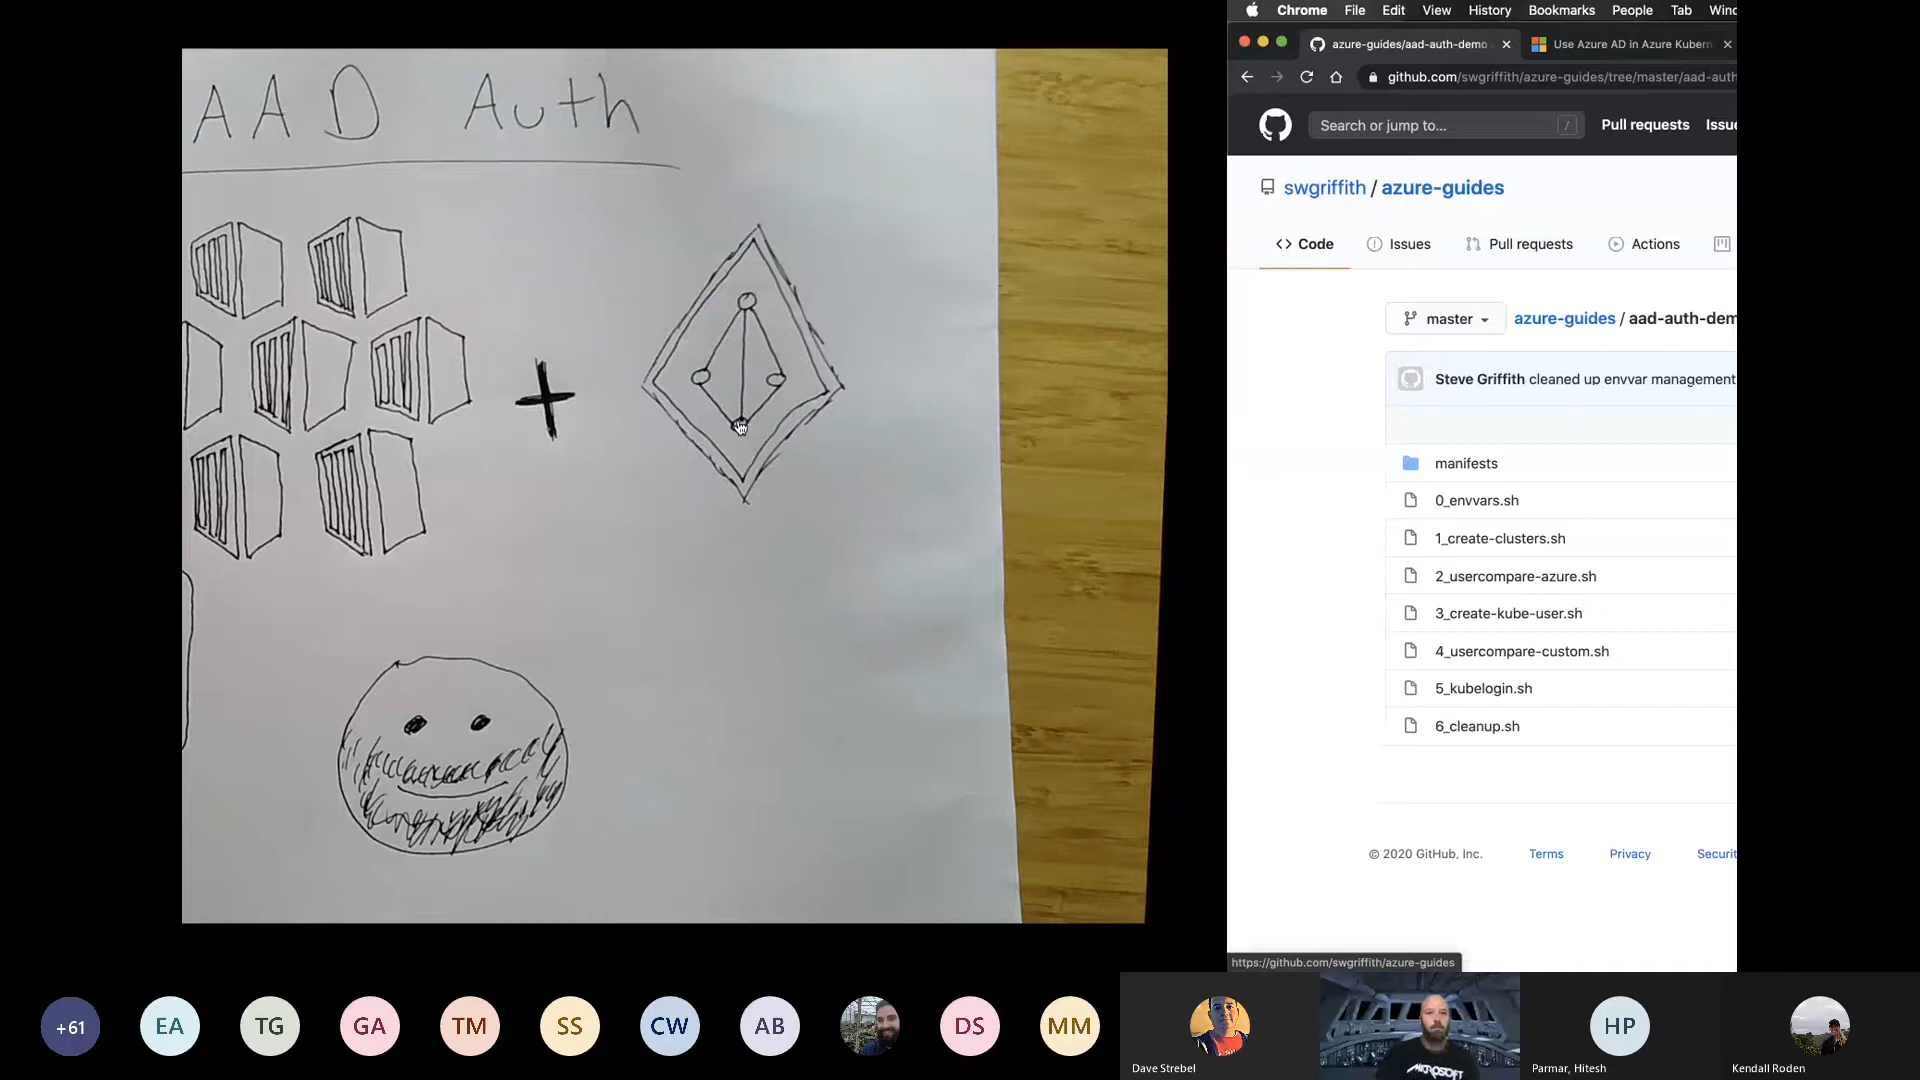 AAD Auth
+
Chrome File Edit View History Bookmarks People Tab
azure-guides/aad-auth-demo
Use Azure AD in Azure Kubern
github.com/swgriffith/azure-guides/tree/master/aad-auth
Search or jump to... /
Pull requests Issue
swgriffith / azure-guides
<> Code Issues Pull requests Actions
master azure-guides / aad-auth-dem
Steve Griffith cleaned up envvar management
manifests
0_envvars.sh
1_create-clusters.sh
2_usercompare-azure.sh
3_create-kube-user.sh
4_usercompare-custom.sh
5_kubelogin.sh
6_cleanup.sh
© 2020 GitHub, Inc. Terms Privacy Securit
https://github.com/swgriffith/azure-guides
+61 EA TG GA TM SS CW AB DS MM HP
MICROSOFT
Dave Strebel Parmar, Hitesh Kendall Roden